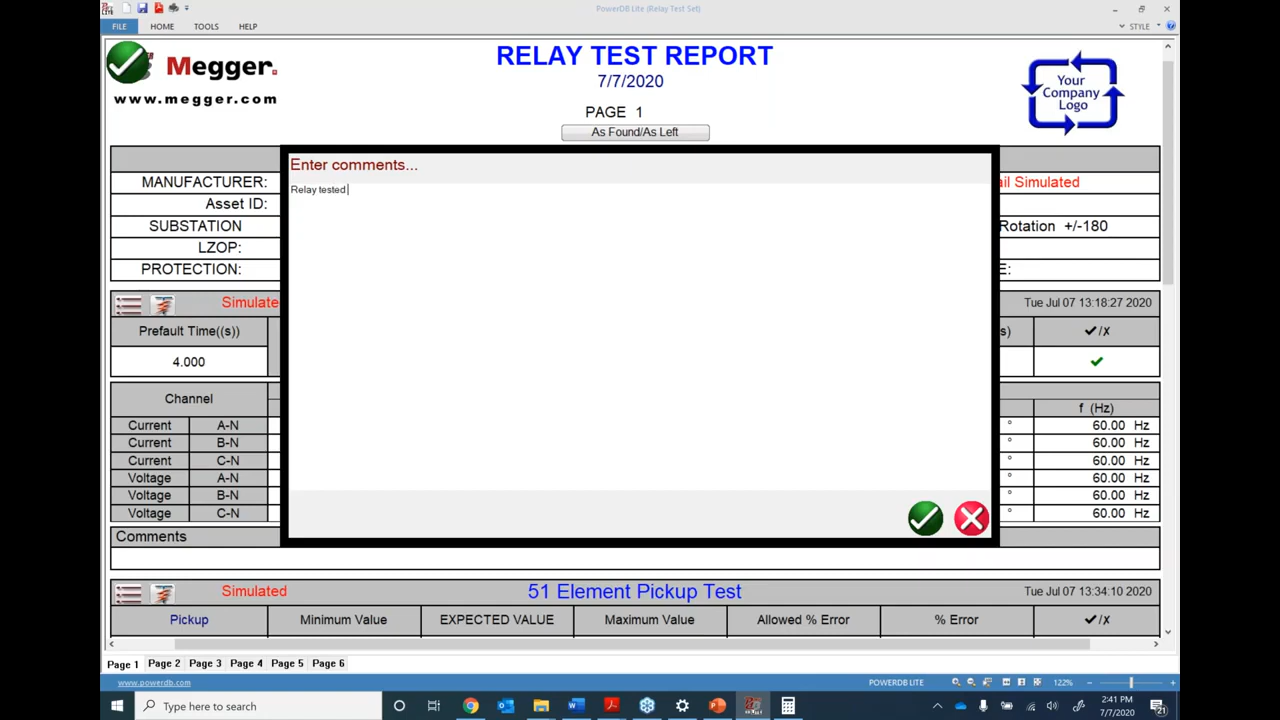 PowerDB Lite (Relay Test Set)
FILE HOME TOOLS HELP STYLE
Megger.
www.megger.com
RELAY TEST REPORT
7/7/2020
PAGE 1
As Found/As Left
Your
Company
Logo
Enter comments...
Relay tested
MANUFACTURER: ail Simulated
Asset ID:
SUBSTATION Rotation +/-180
LZOP:
PROTECTION: E:
Simulate Tue Jul 07 13:18:27 2020
Prefault Time((s)) s) ✓/X
4.000 ✓
Channel f (Hz)
Current A-N ° 60.00 Hz
Current B-N ° 60.00 Hz
Current C-N ° 60.00 Hz
Voltage A-N ° 60.00 Hz
Voltage B-N ° 60.00 Hz
Voltage C-N ° 60.00 Hz
Comments
Simulated 51 Element Pickup Test Tue Jul 07 13:34:10 2020
Pickup Minimum Value EXPECTED VALUE Maximum Value Allowed % Error % Error ✓/X
Page 1 Page 2 Page 3 Page 4 Page 5 Page 6
www.powerdb.com POWERDB LITE 122%
Type here to search
2:41 PM
7/7/2020
21